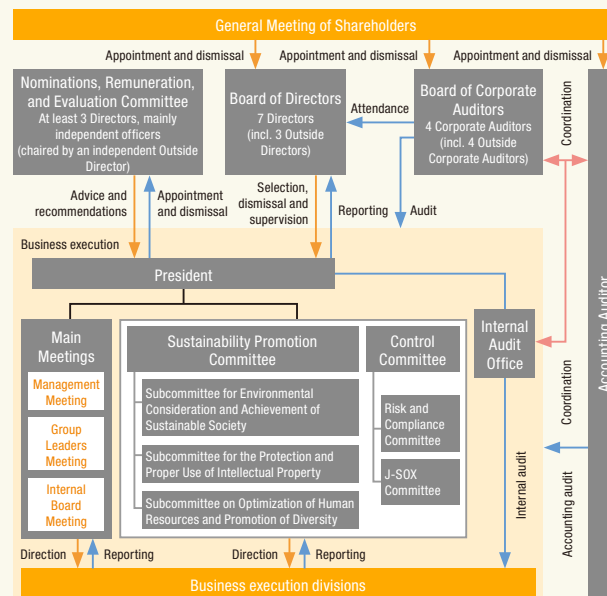 General Meeting of Shareholders
Appointment and dismissal
Appointment and dismissal
Appointment and dismissal
Nominations, Remuneration,
and Evaluation Committee
At least 3 Directors, mainly
independent officers
(chaired by an independent Outside
Director)
Board of Directors
7 Directors
(incl. 3 Outside
Directors)
Attendance
Board of Corporate
Auditors
4 Corporate Auditors
(incl. 4 Outside
Corporate Auditors)
Coordination
Accounting Auditor
Advice and
recommendations
Appointment
and dismissal
Selection,
dismissal and
supervision
Reporting
Audit
Business execution
President
Main
Meetings
Management
Meeting
Group
Leaders
Meeting
Internal
Board
Meeting
Sustainability Promotion
Committee
Subcommittee for Environmental
Consideration and Achievement of
Sustainable Society
Subcommittee for the Protection and
Proper Use of Intellectual Property
Subcommittee on Optimization of Human
Resources and Promotion of Diversity
Control
Committee
Risk and
Compliance
Committee
J-SOX
Committee
Internal
Audit
Office
Coordination
Internal audit
Accounting audit
Direction
Reporting
Direction
Reporting
Business execution divisions